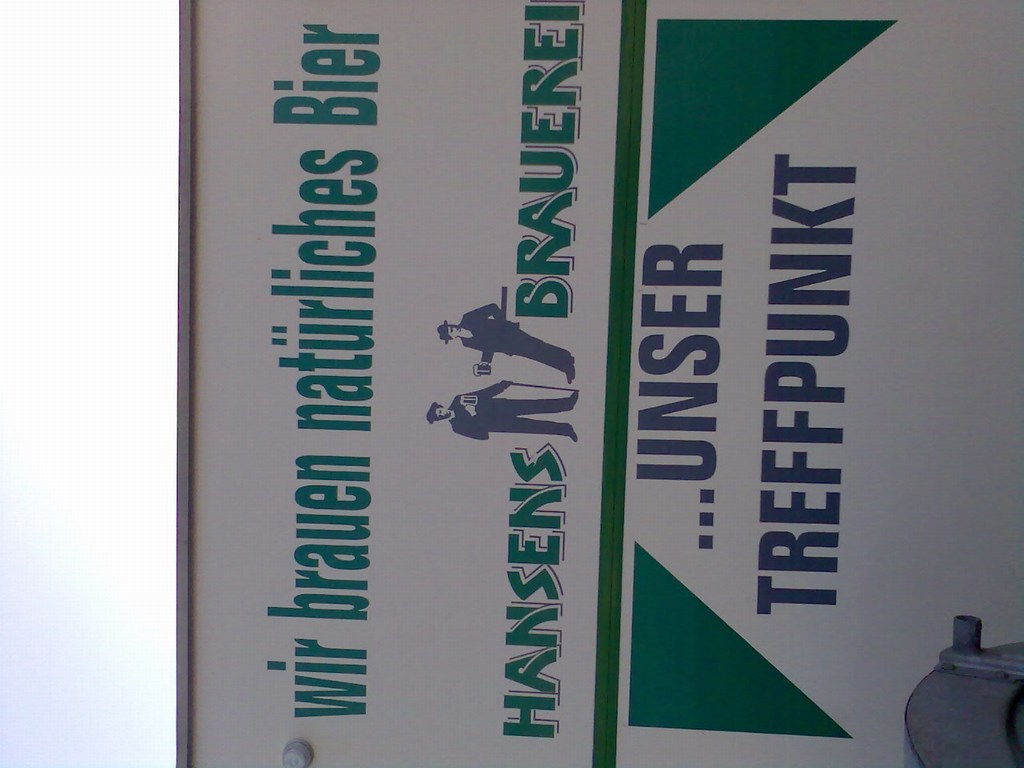 wir brauen natürliches Bier
HANSENS BRAUEREI
...UNSER
TREFFPUNKT